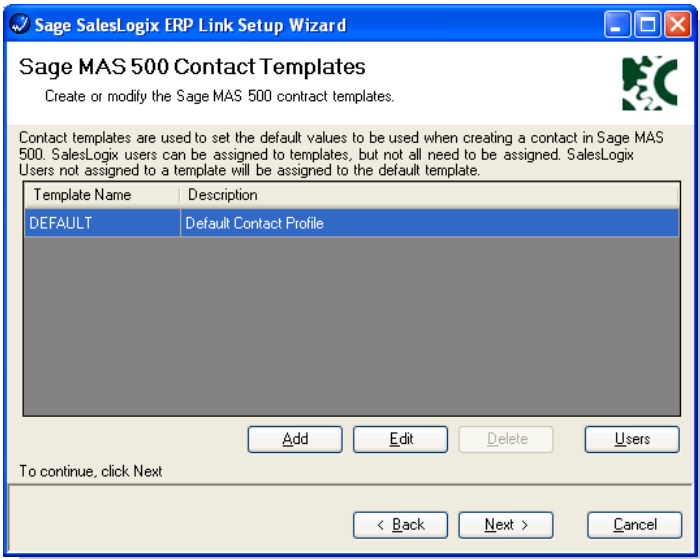 Sage SalesLogix ERP Link Setup Wizard
Sage MAS 500 Contact Templates
Create or modify the Sage MAS 500 contract templates.
Contact templates are used to set the default values to be used when creating a contact in Sage MAS
500. SalesLogix users can be assigned to templates, but not all need to be assigned. SalesLogix
Users not assigned to a template will be assigned to the default template.
Template Name Description
DEFAULT Default Contact Profile
Add Edit Delete Users
To continue, click Next
< Back Next > Cancel